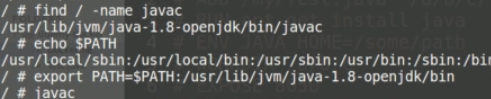 / # find / -name javac
/usr/lib/jvm/java-1.8-openjdk/bin/javac
/ # echo $PATH
/usr/local/sbin:/usr/local/bin:/usr/sbin:/usr/bin:/sbin:/bin
/ # export PATH=$PATH:/usr/lib/jvm/java-1.8-openjdk/bin
/ # javac